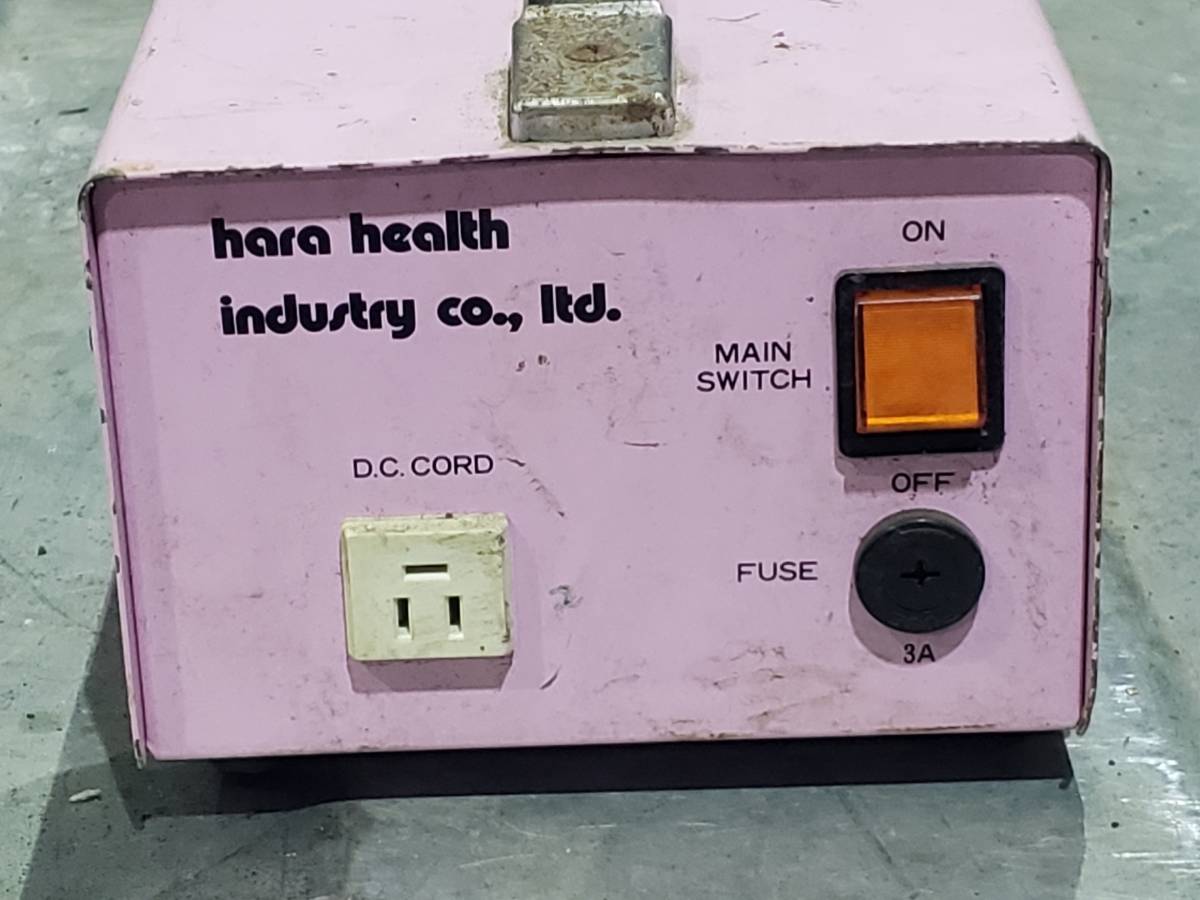 hara health
industry co., ltd.
ON
MAIN
SWITCH
OFF
D.C. CORD
FUSE
3A